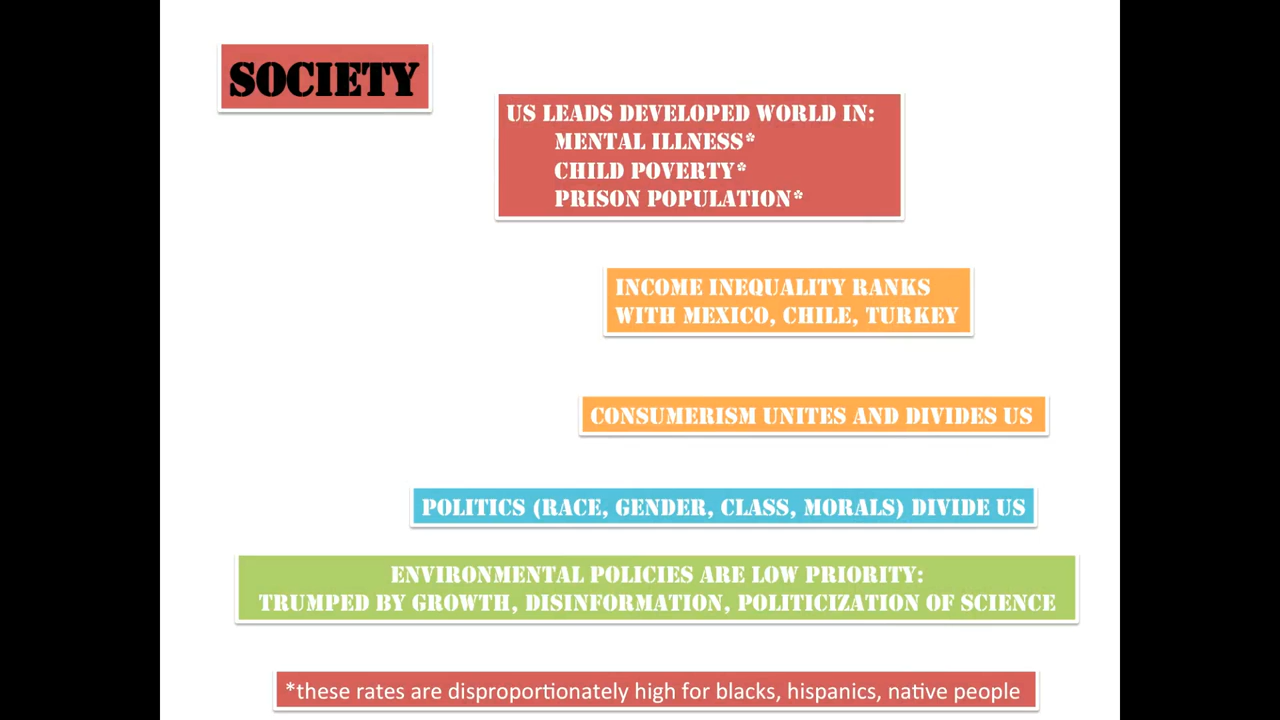 SOCIETY
US LEADS DEVELOPED WORLD IN:
MENTAL ILLNESS*
CHILD POVERTY*
PRISON POPULATION*
INCOME INEQUALITY RANKS
WITH MEXICO, CHILE, TURKEY
CONSUMERISM UNITES AND DIVIDES US
POLITICS (RACE, GENDER, CLASS, MORALS) DIVIDE US
ENVIRONMENTAL POLICIES ARE LOW PRIORITY:
TRUMPED BY GROWTH, DISINFORMATION, POLITICIZATION OF SCIENCE
*these rates are disproportionately high for blacks, hispanics, native people